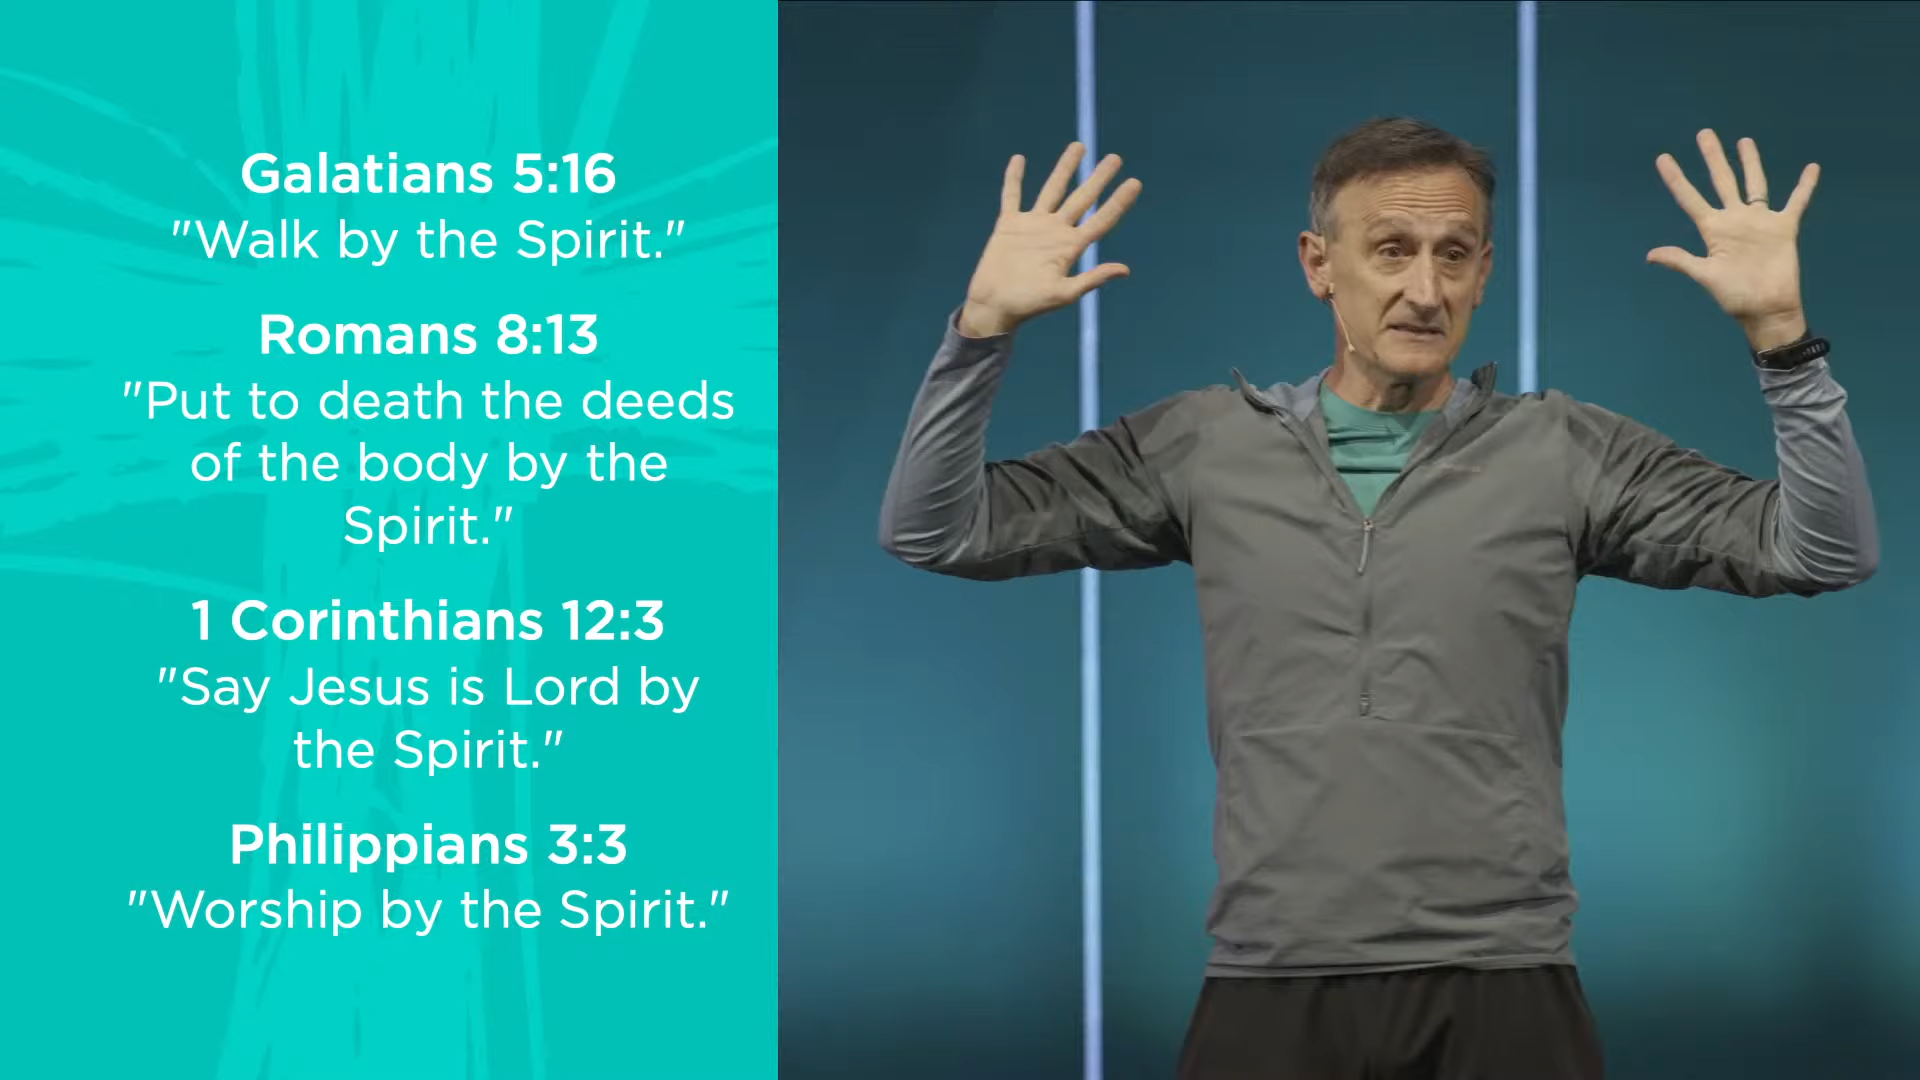 Galatians 5:16
"Walk by the Spirit."
Romans 8:13
"Put to death the deeds
of the body by the
Spirit."
1 Corinthians 12:3
"Say Jesus is Lord by
the Spirit."
Philippians 3:3
"Worship by the Spirit."